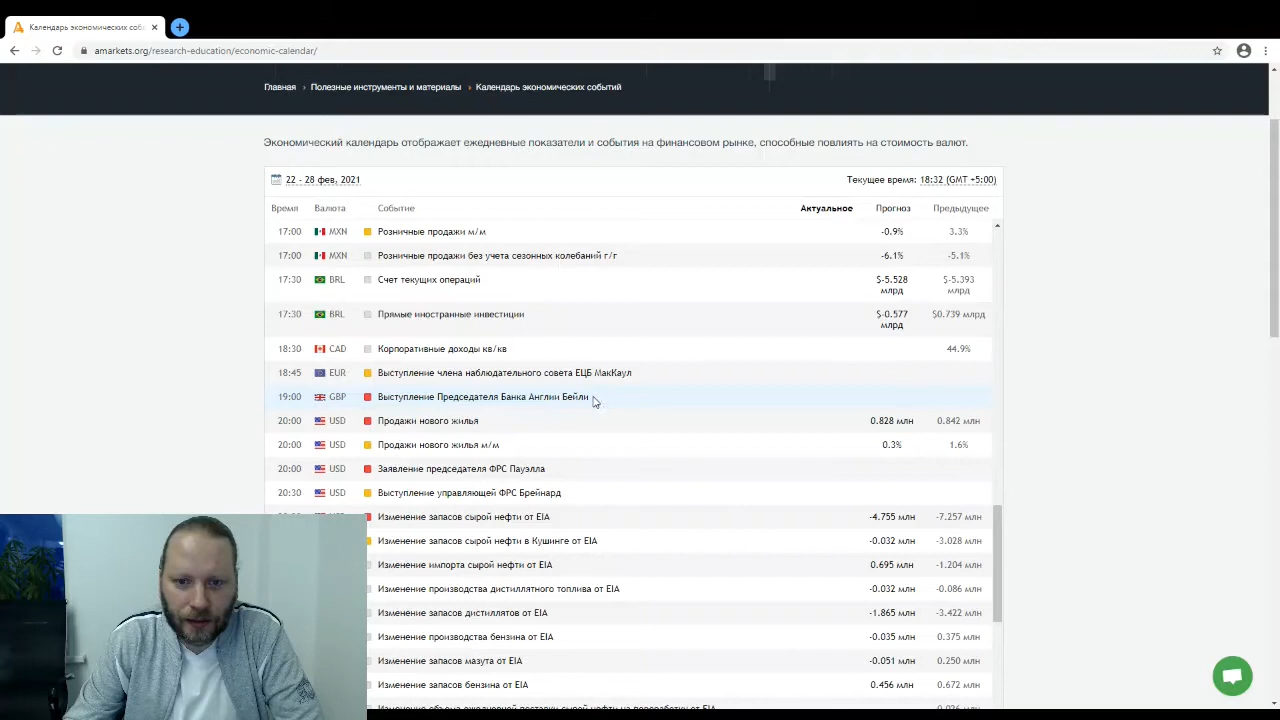 Календарь экономических соб
amarkets.org/research-education/economic-calendar/
Главная › Полезные инструменты и материалы › Календарь экономических событий
Экономический календарь отображает ежедневные показатели и события на финансовом рынке, способные повлиять на стоимость валют.
22 - 28 фев, 2021 Текущее время: 18:32 (GMT +5:00)
Время Валюта Событие Актуальное Прогноз Предыдущее
17:00 MXN Розничные продажи м/м -0.9% 3.3%
17:00 MXN Розничные продажи без учета сезонных колебаний г/г -6.1% -5.1%
17:30 BRL Счет текущих операций $-5.528 млрд $-5.393 млрд
17:30 BRL Прямые иностранные инвестиции $-0.577 млрд $0.739 млрд
18:30 CAD Корпоративные доходы кв/кв 44.9%
18:45 EUR Выступление члена наблюдательного совета ЕЦБ МакКаул
19:00 GBP Выступление Председателя Банка Англии Бейли
20:00 USD Продажи нового жилья 0.828 млн 0.842 млн
20:00 USD Продажи нового жилья м/м 0.3% 1.6%
20:00 USD Заявление председателя ФРС Пауэлла
20:30 USD Выступление управляющей ФРС Брейнард
Изменение запасов сырой нефти от EIA -4.755 млн -7.257 млн
Изменение запасов сырой нефти в Кушинге от EIA -0.032 млн -3.028 млн
Изменение импорта сырой нефти от EIA 0.695 млн -1.204 млн
Изменение производства дистиллятного топлива от EIA -0.032 млн -0.086 млн
Изменение запасов дистиллятов от EIA -1.865 млн -3.422 млн
Изменение производства бензина от EIA -0.035 млн 0.375 млн
Изменение запасов мазута от EIA -0.051 млн 0.250 млн
Изменение запасов бензина от EIA 0.456 млн 0.672 млн
Изменение объема ежедневной поставки сырой нефти на переработку от EIA